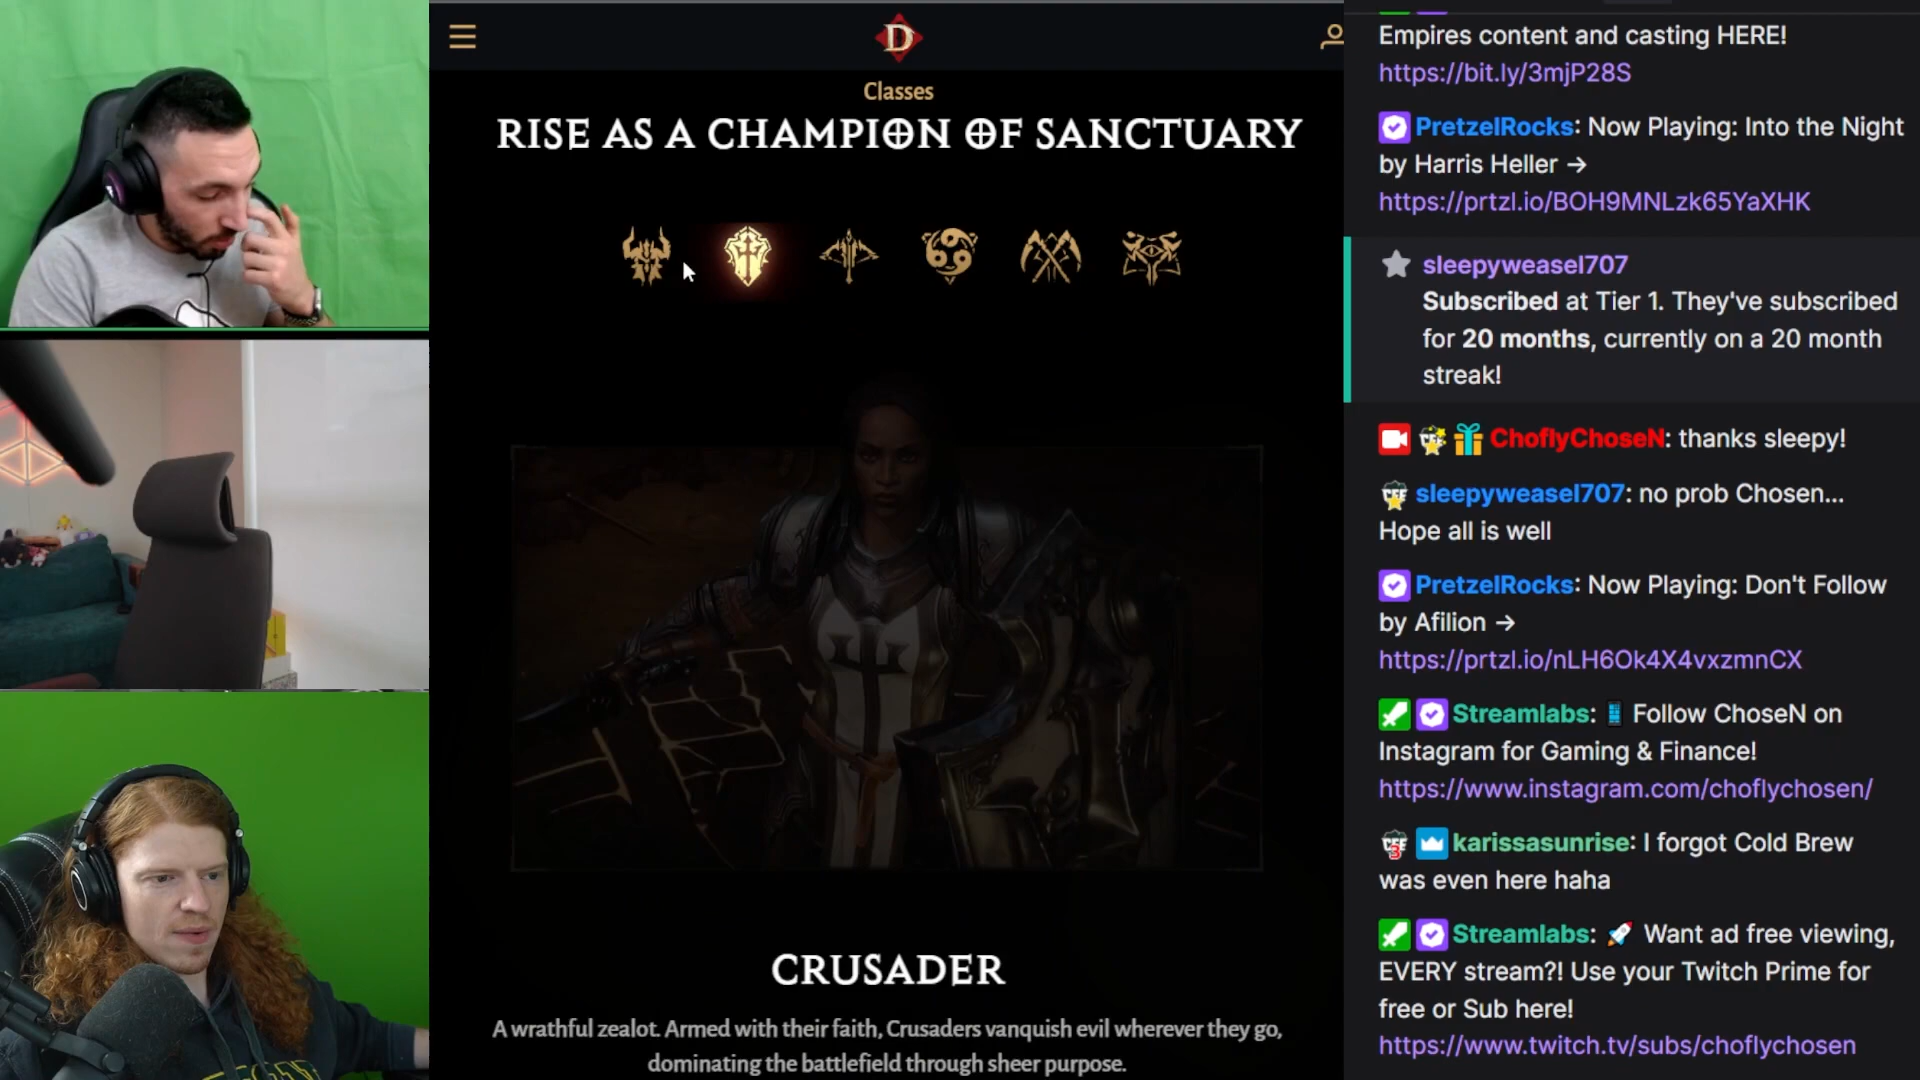 D
Classes
RISE AS A CHAMPION OF SANCTUARY
CRUSADER
A wrathful zealot. Armed with their faith, Crusaders vanquish evil wherever they go,
dominating the battlefield through sheer purpose.
Empires content and casting HERE!
https://bit.ly/3mjP28S
PretzelRocks: Now Playing: Into the Night
by Harris Heller →
https://prtzl.io/BOH9MNLzk65YaXHK
sleepyweasel707
Subscribed at Tier 1. They've subscribed
for 20 months, currently on a 20 month
streak!
ChoflyChoseN: thanks sleepy!
sleepyweasel707: no prob Chosen...
Hope all is well
PretzelRocks: Now Playing: Don't Follow
by Afilion →
https://prtzl.io/nLH6Ok4X4vxzmnCX
Streamlabs: 📱 Follow ChoseN on
Instagram for Gaming & Finance!
https://www.instagram.com/choflychosen/
karissasunrise: I forgot Cold Brew
was even here haha
Streamlabs: 🚀 Want ad free viewing,
EVERY stream?! Use your Twitch Prime for
free or Sub here!
https://www.twitch.tv/subs/choflychosen